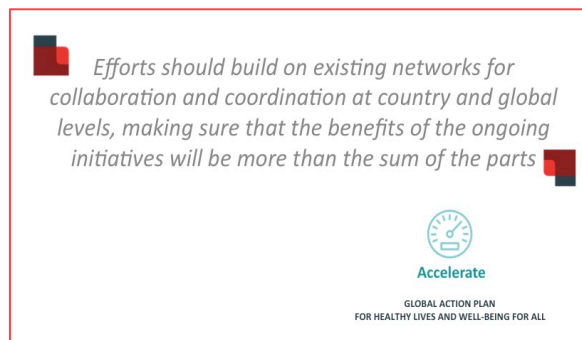 Efforts should build on existing networks for
collaboration and coordination at country and global
levels, making sure that the benefits of the ongoing
initiatives will be more than the sum of the parts
Accelerate
GLOBAL ACTION PLAN
FOR HEALTHY LIVES AND WELL-BEING FOR ALL